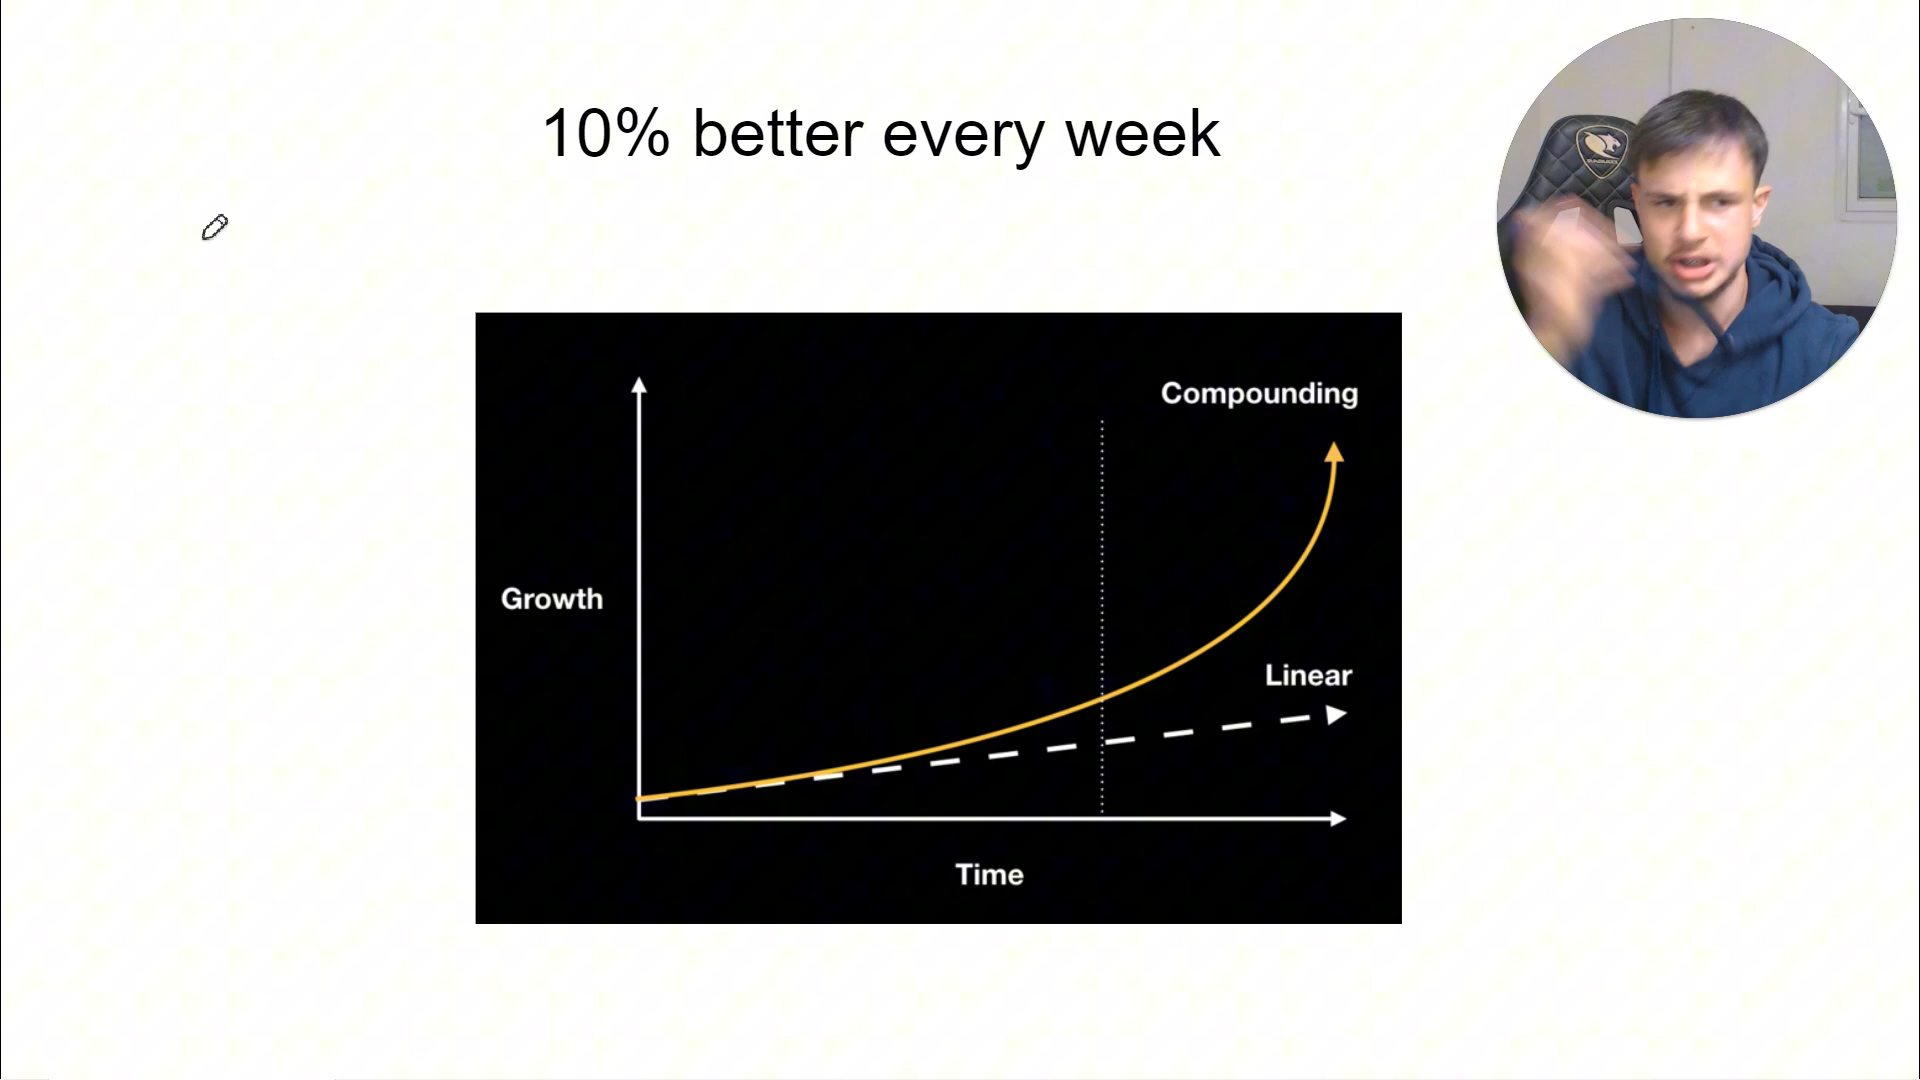 10% better every week
Compounding
Growth
Linear
Time